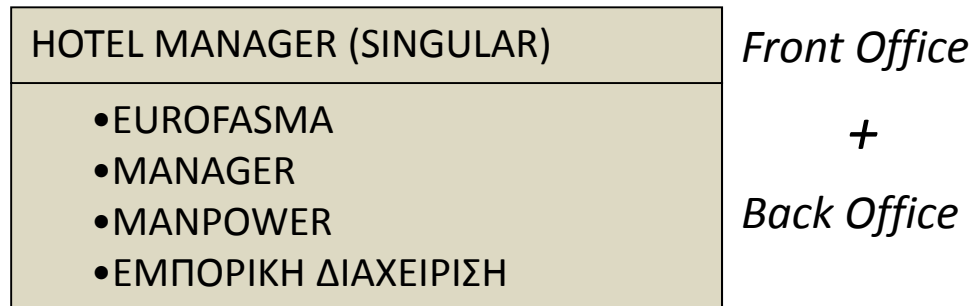 HOTEL MANAGER (SINGULAR)
•EUROFASMA
•MANAGER
•MANPOWER
•ΕΜΠΟΡΙΚΗ ΔΙΑΧΕΙΡΙΣΗ
Front Office
+
Back Office